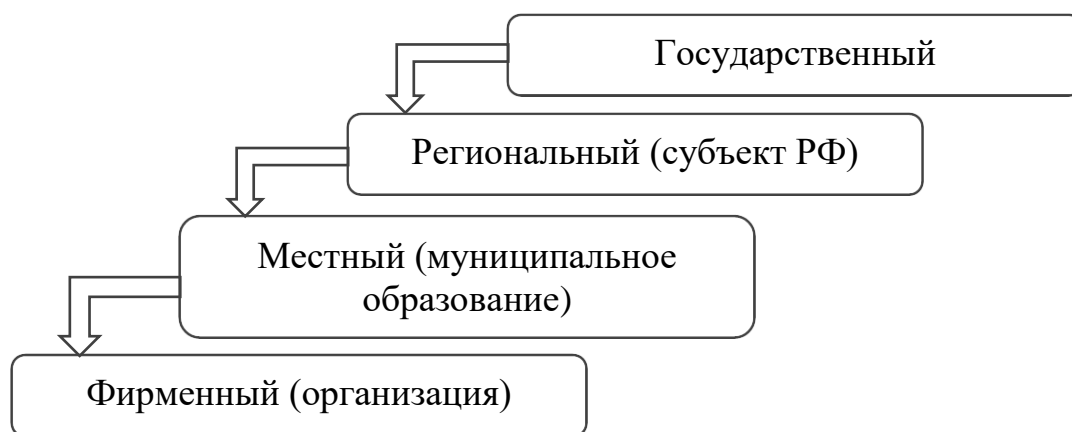 Государственный
Региональный (субъект РФ)
Местный (муниципальное
образование)
Фирменный (организация)